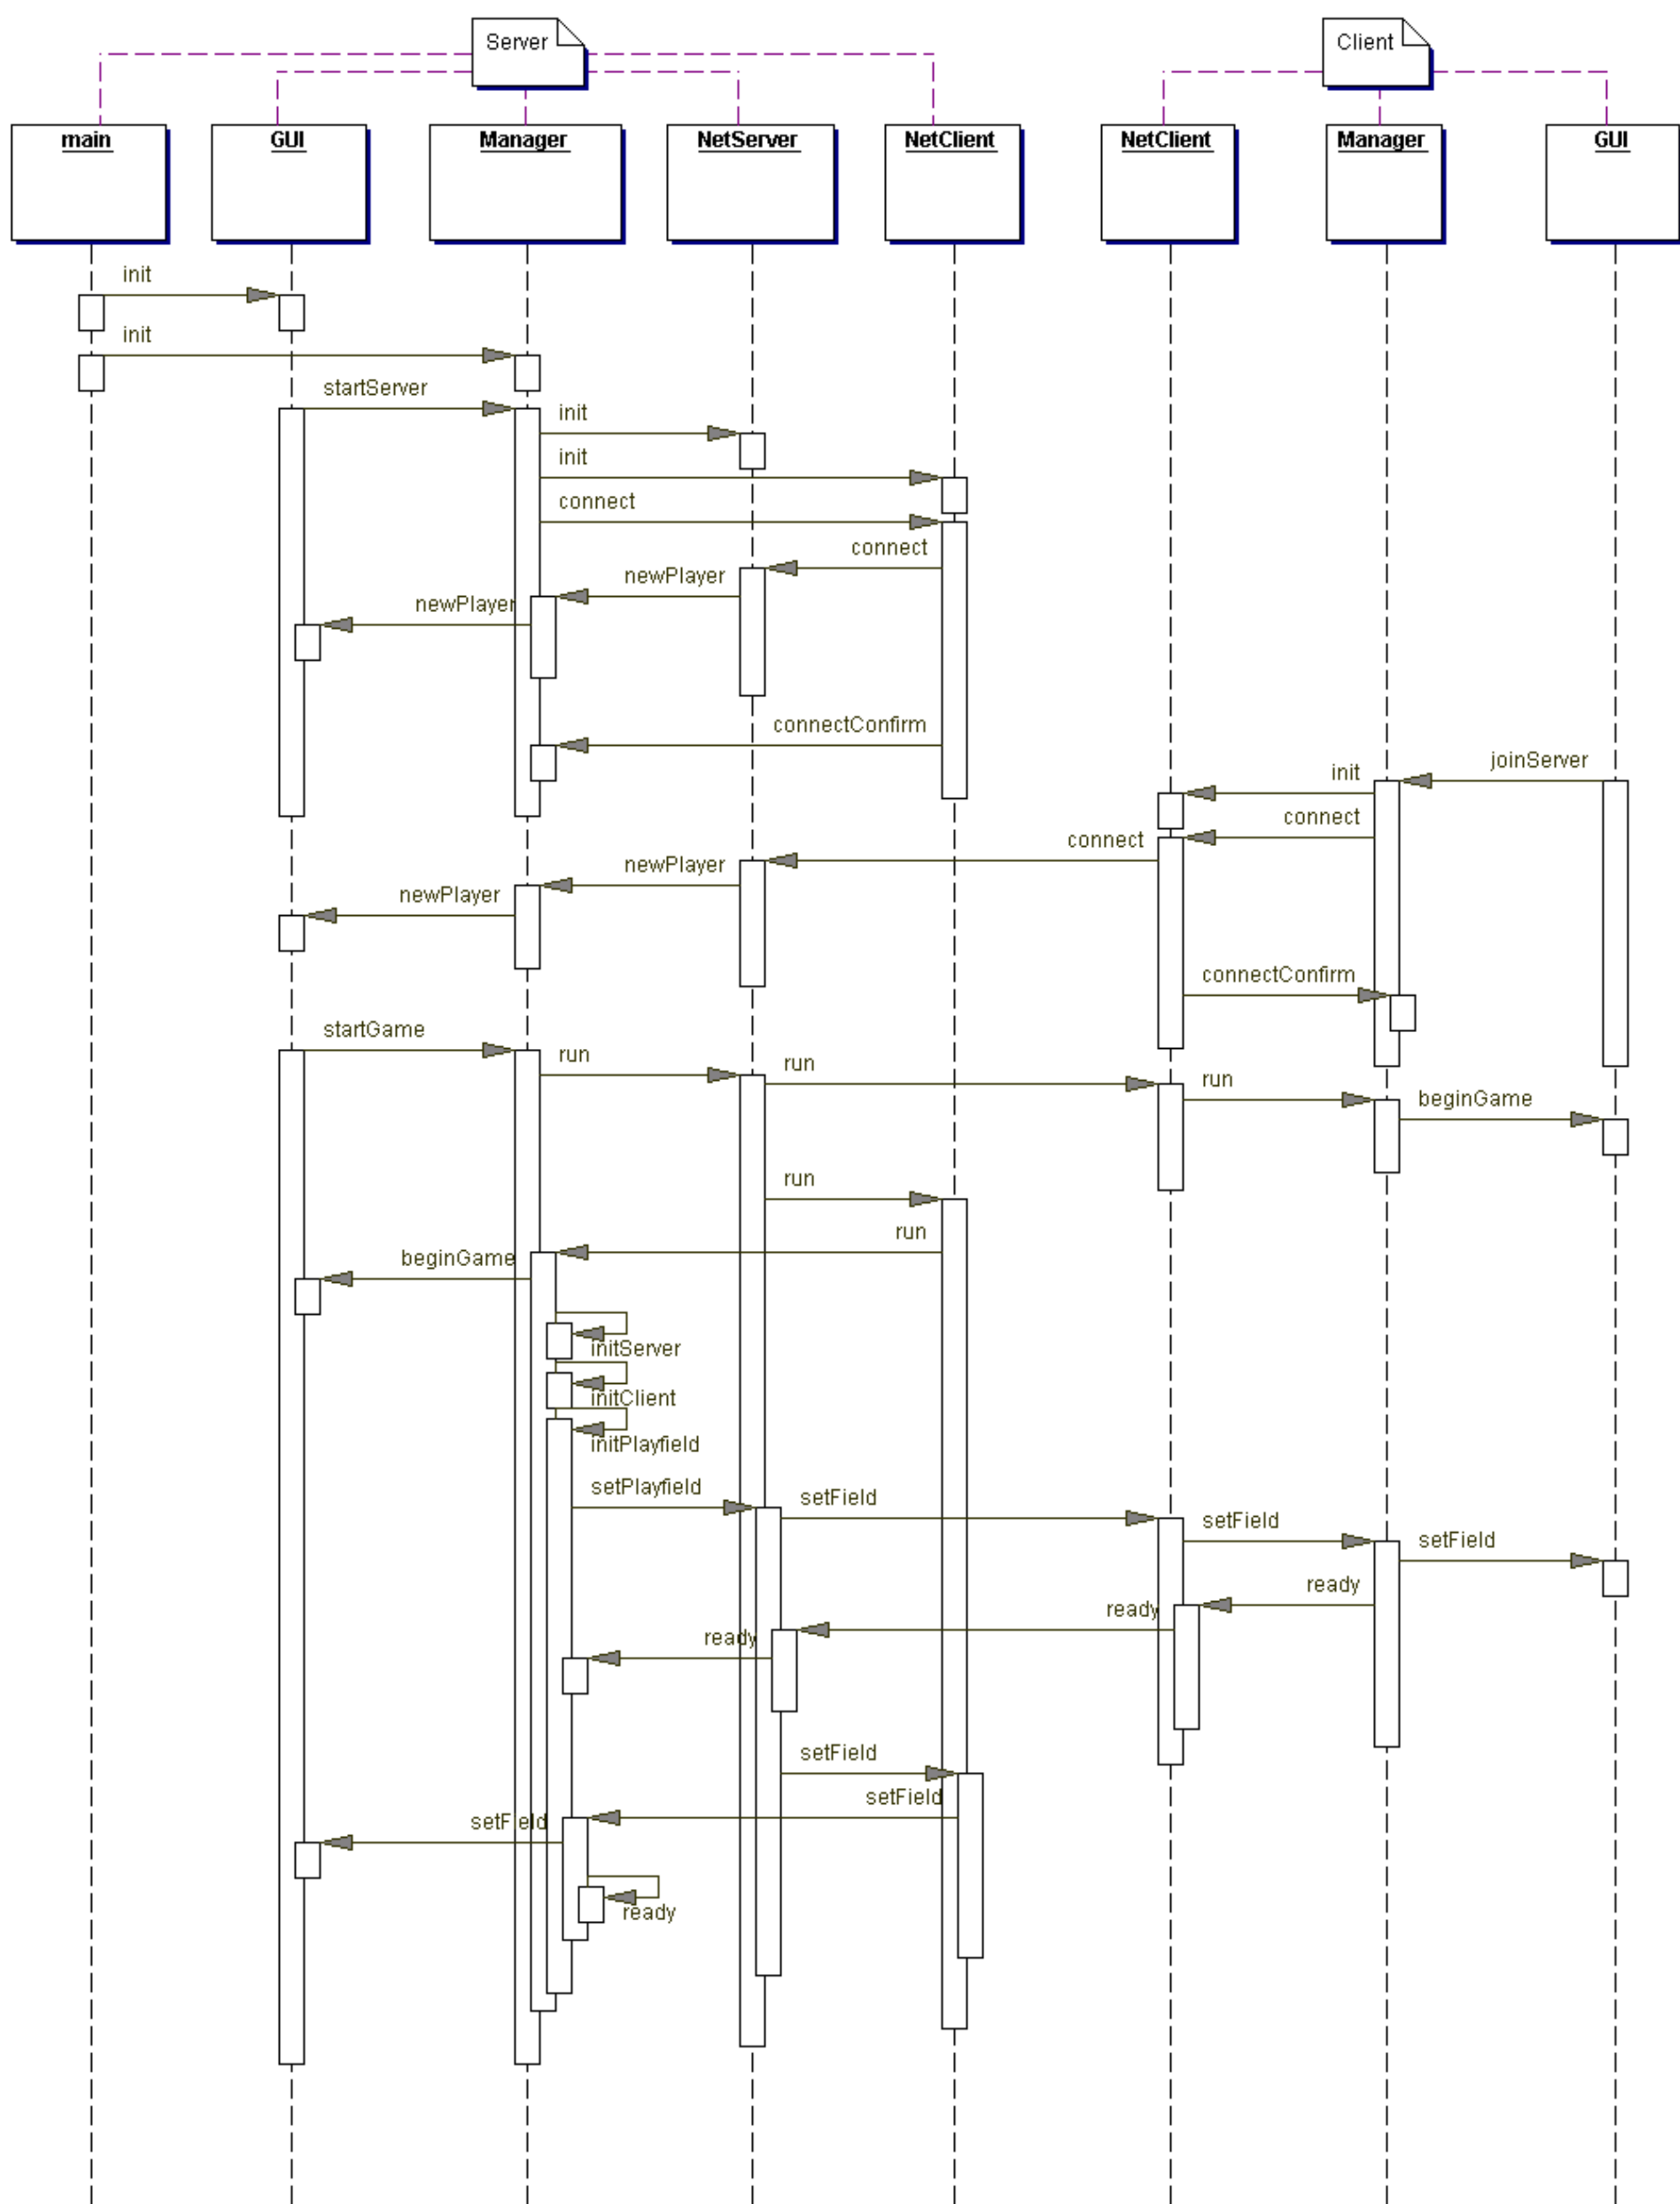 Server
Client
main
GUI
Manager
NetServer
NetClient
NetClient
Manager
GUI
init
init
startServer
init
init
connect
connect
newPlayer
newPlayer
connectConfirm
joinServer
init
connect
connect
newPlayer
newPlayer
connectConfirm
startGame
run
run
run
beginGame
run
run
beginGame
initServer
initClient
initPlayfield
setPlayfield
setField
setField
setField
ready
ready
ready
setField
setField
setField
ready